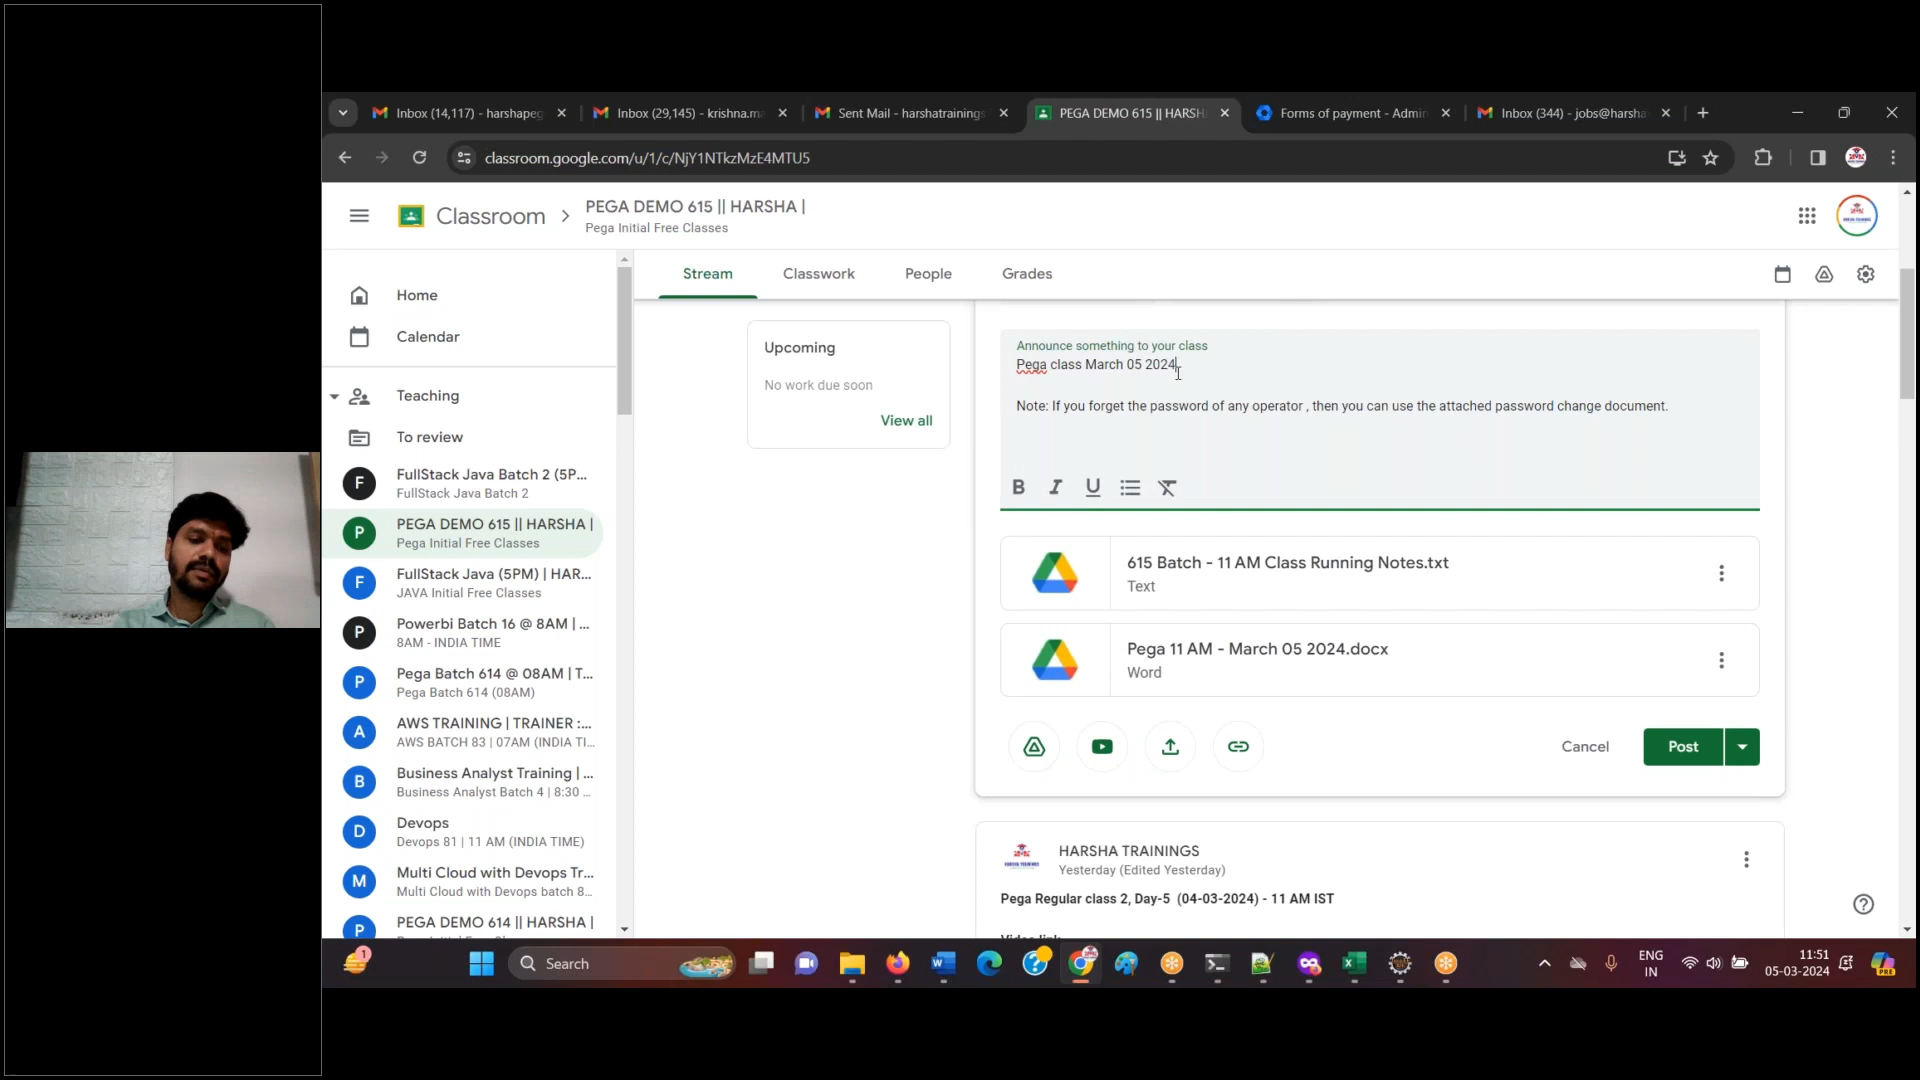 Inbox (14,117) - harshapeg
Inbox (29,145) - krishna.ma
Sent Mail - harshatrainings
PEGA DEMO 615 || HARSH
Forms of payment - Admin
Inbox (344) - jobs@harsha
classroom.google.com/u/1/c/NjY1NTkzMzE4MTU5
Classroom
PEGA DEMO 615 || HARSHA |
Pega Initial Free Classes
Home
Calendar
Teaching
To review
F
FullStack Java Batch 2 (5P...
FullStack Java Batch 2
P
PEGA DEMO 615 || HARSHA |
Pega Initial Free Classes
F
FullStack Java (5PM) | HAR...
JAVA Initial Free Classes
P
Powerbi Batch 16 @ 8AM | ...
8AM - INDIA TIME
P
Pega Batch 614 @ 08AM | T...
Pega Batch 614 (08AM)
A
AWS TRAINING | TRAINER :...
AWS BATCH 83 | 07AM (INDIA TI...
B
Business Analyst Training | ...
Business Analyst Batch 4 | 8:30 ...
D
Devops
Devops 81 | 11 AM (INDIA TIME)
M
Multi Cloud with Devops Tr...
Multi Cloud with Devops batch 8...
P
PEGA DEMO 614 || HARSHA |
Stream
Classwork
People
Grades
Upcoming
No work due soon
View all
Announce something to your class
Pega class March 05 2024
Note: If you forget the password of any operator , then you can use the attached password change document.
B I U
615 Batch - 11 AM Class Running Notes.txt
Text
Pega 11 AM - March 05 2024.docx
Word
Cancel
Post
HARSHA TRAININGS
Yesterday (Edited Yesterday)
Pega Regular class 2, Day-5 (04-03-2024) - 11 AM IST
Video link
1
Search
ENG
IN
11:51
05-03-2024
PRE